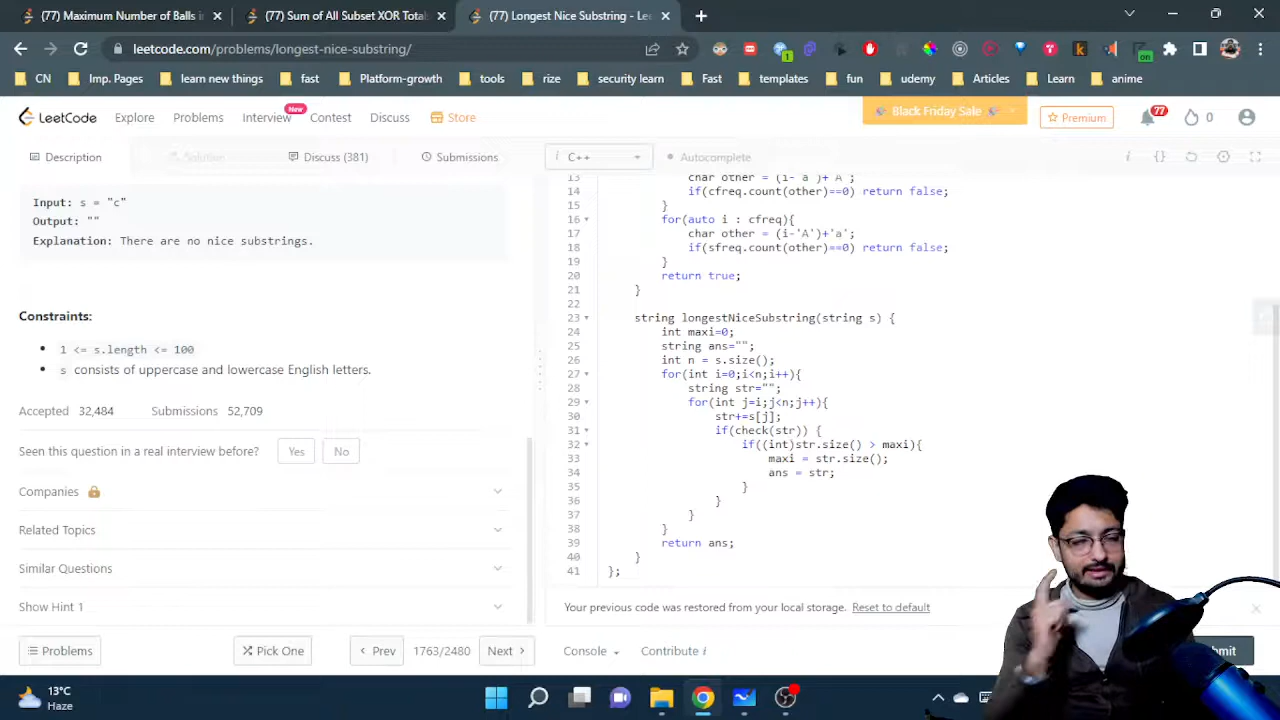 (77) Maximum Number of Balls in
(77) Sum of All Subset XOR Totals
(77) Longest Nice Substring - Le
leetcode.com/problems/longest-nice-substring/
1
on
CN
Imp. Pages
learn new things
fast
Platform-growth
tools
rize
security learn
Fast
templates
fun
udemy
Articles
Learn
anime
LeetCode
Explore
Problems
Interview
New
Contest
Discuss
Store
Black Friday Sale
Premium
77
0
Description
Solution
Discuss (381)
Submissions
i C++
Autocomplete
Input: s = "c"
Output: ""
Explanation: There are no nice substrings.
Constraints:
1 <= s.length <= 100
s consists of uppercase and lowercase English letters.
Accepted 32,484 Submissions 52,709
Seen this question in a real interview before? Yes No
Companies
Related Topics
Similar Questions
Show Hint 1
13 char other = (i-'a')+'A';
14 if(cfreq.count(other)==0) return false;
15 }
16 for(auto i : cfreq){
17 char other = (i-'A')+'a';
18 if(sfreq.count(other)==0) return false;
19 }
20 return true;
21 }
22
23 string longestNiceSubstring(string s) {
24 int maxi=0;
25 string ans="";
26 int n = s.size();
27 for(int i=0;i<n;i++){
28 string str="";
29 for(int j=i;j<n;j++){
30 str+=s[j];
31 if(check(str)) {
32 if((int)str.size() > maxi){
33 maxi = str.size();
34 ans = str;
35 }
36 }
37 }
38 }
39 return ans;
40 }
41 };
Your previous code was restored from your local storage. Reset to default
Problems
Pick One
Prev
1763/2480
Next
Console
Contribute i
13°C
Haze